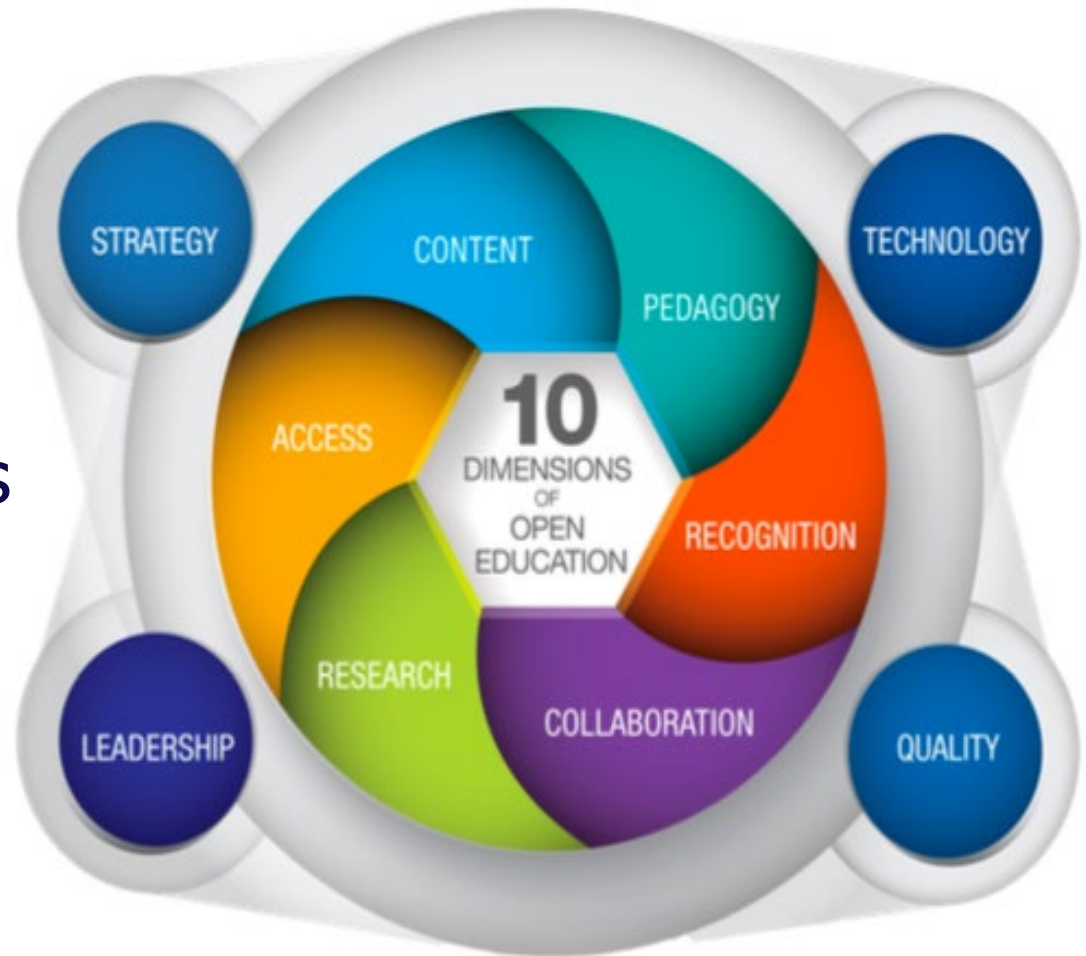 STRATEGY
TECHNOLOGY
CONTENT
PEDAGOGY
ACCESS
10
DIMENSIONS
OF
OPEN
EDUCATION
RECOGNITION
RESEARCH
COLLABORATION
LEADERSHIP
QUALITY